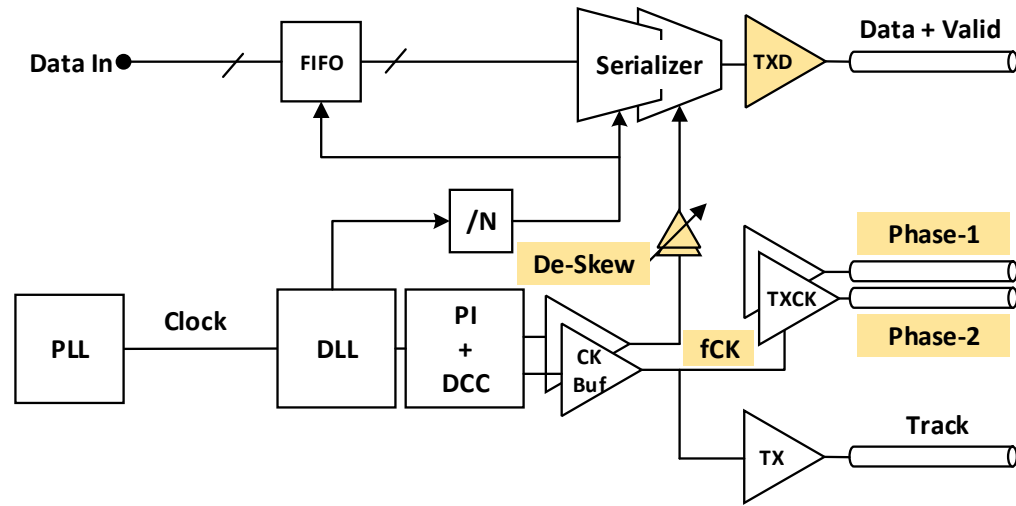 Data In
FIFO
Serializer
TXD
Data + Valid
/N
De-Skew
Phase-1
TXCK
Phase-2
PLL
Clock
DLL
PI
+
DCC
CK
Buf
fCK
TX
Track